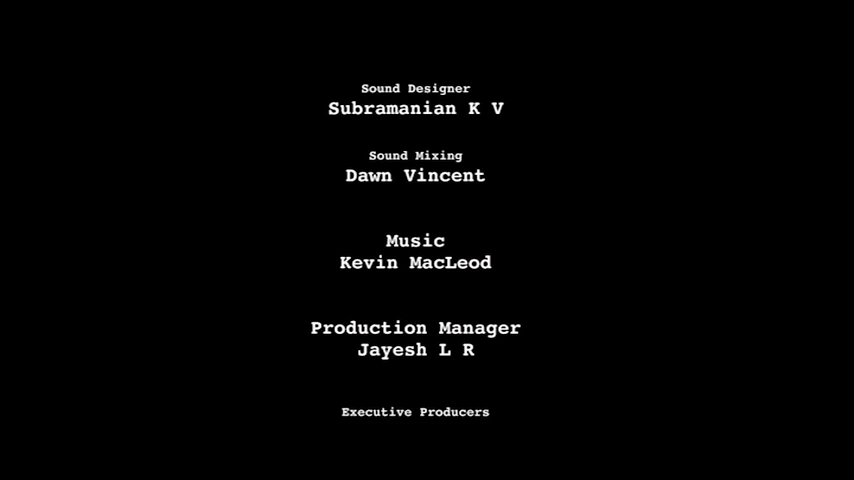 Sound Designer
Subramanian K V
Sound Mixing
Dawn Vincent
Music
Kevin MacLeod
Production Manager
Jayesh L R
Executive Producers